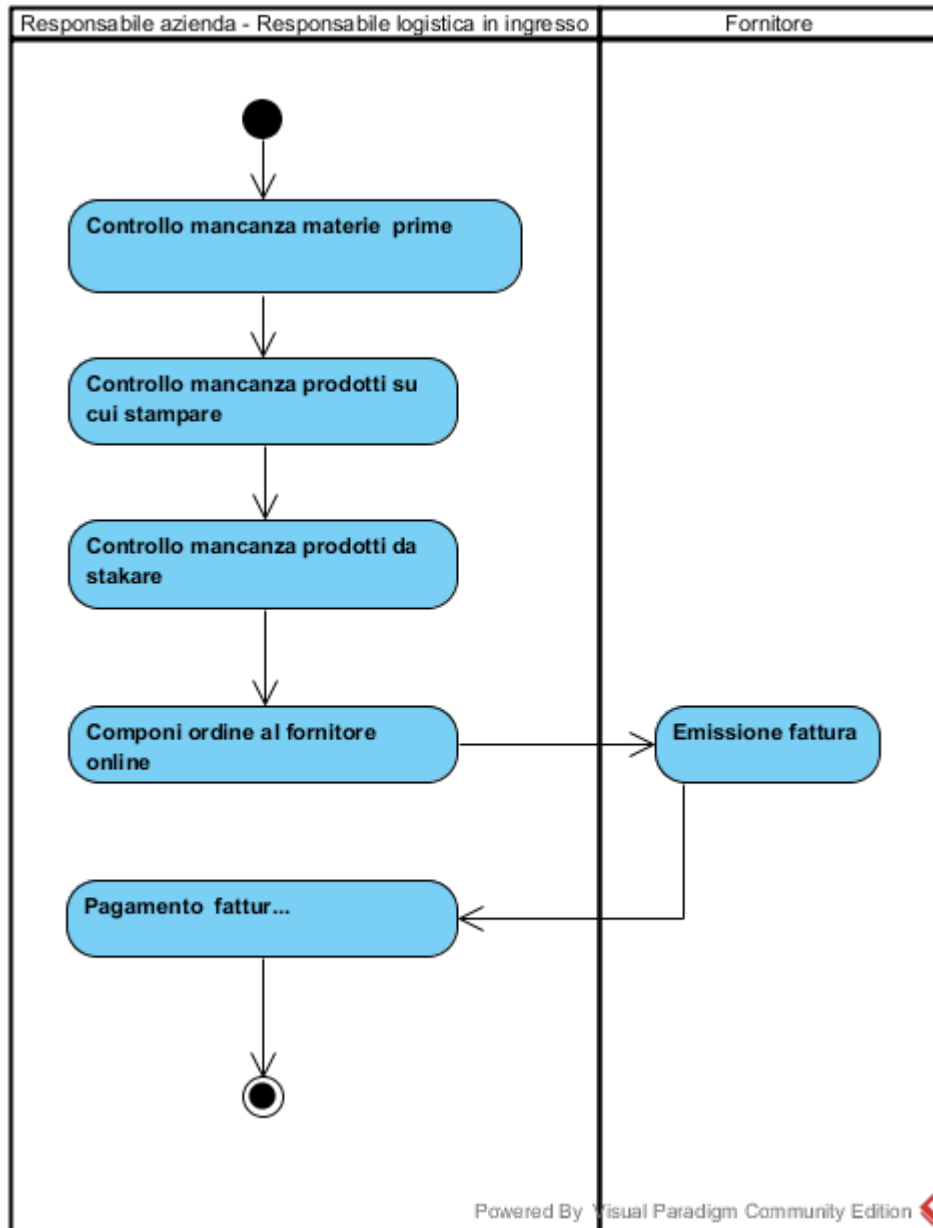 Responsabile azienda - Responsabile logistica in ingresso
Fornitore
Controllo mancanza materie  prime
Controllo mancanza prodotti su
cui stampare
Controllo mancanza prodotti da
stakare
Componi ordine al fornitore
online
Emissione fattura
Pagamento  fattur...
Powered By Visual Paradigm Community Edition